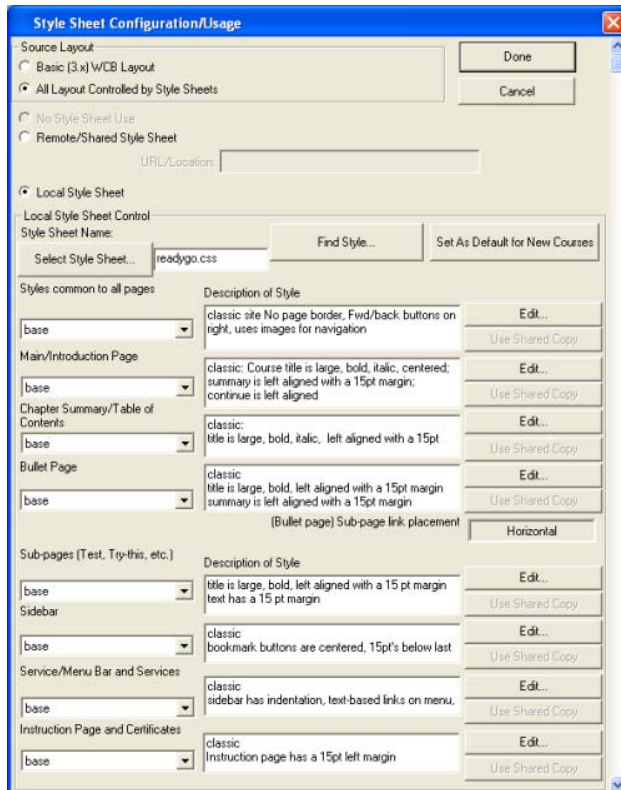 Style Sheet Configuration/Usage
Source Layout
Basic (3.x) WCB Layout
All Layout Controlled by Style Sheets
Done
Cancel
No Style Sheet Use
Remote/Shared Style Sheet
URL/Location:
Local Style Sheet
Local Style Sheet Control
Style Sheet Name:
Select Style Sheet...
readygo.css
Find Style...
Set As Default for New Courses
Styles common to all pages
Description of Style
base
classic site No page border, Fwd/back buttons on
right, uses images for navigation
Edit...
Use Shared Copy
Main/Introduction Page
base
classic: Course title is large, bold, italic, centered;
summary is left aligned with a 15pt margin;
continue is left aligned
Edit...
Use Shared Copy
Chapter Summary/Table of
Contents
base
classic:
title is large, bold, italic, left aligned with a 15pt
Edit...
Use Shared Copy
Bullet Page
base
classic
title is large, bold, left aligned with a 15pt margin
summary is left aligned with a 15pt margin
Edit...
Use Shared Copy
(Bullet page) Sub-page link placement
Horizontal
Sub-pages (Test, Try-this, etc.)
Description of Style
base
title is large, bold, left aligned with a 15 pt margin
text has a 15 pt margin
Edit...
Use Shared Copy
Sidebar
base
classic
bookmark buttons are centered, 15pt's below last
Edit...
Use Shared Copy
Service/Menu Bar and Services
base
classic
sidebar has indentation, text-based links on menu,
Edit...
Use Shared Copy
Instruction Page and Certificates
base
classic
Instruction page has a 15pt left margin
Edit...
Use Shared Copy